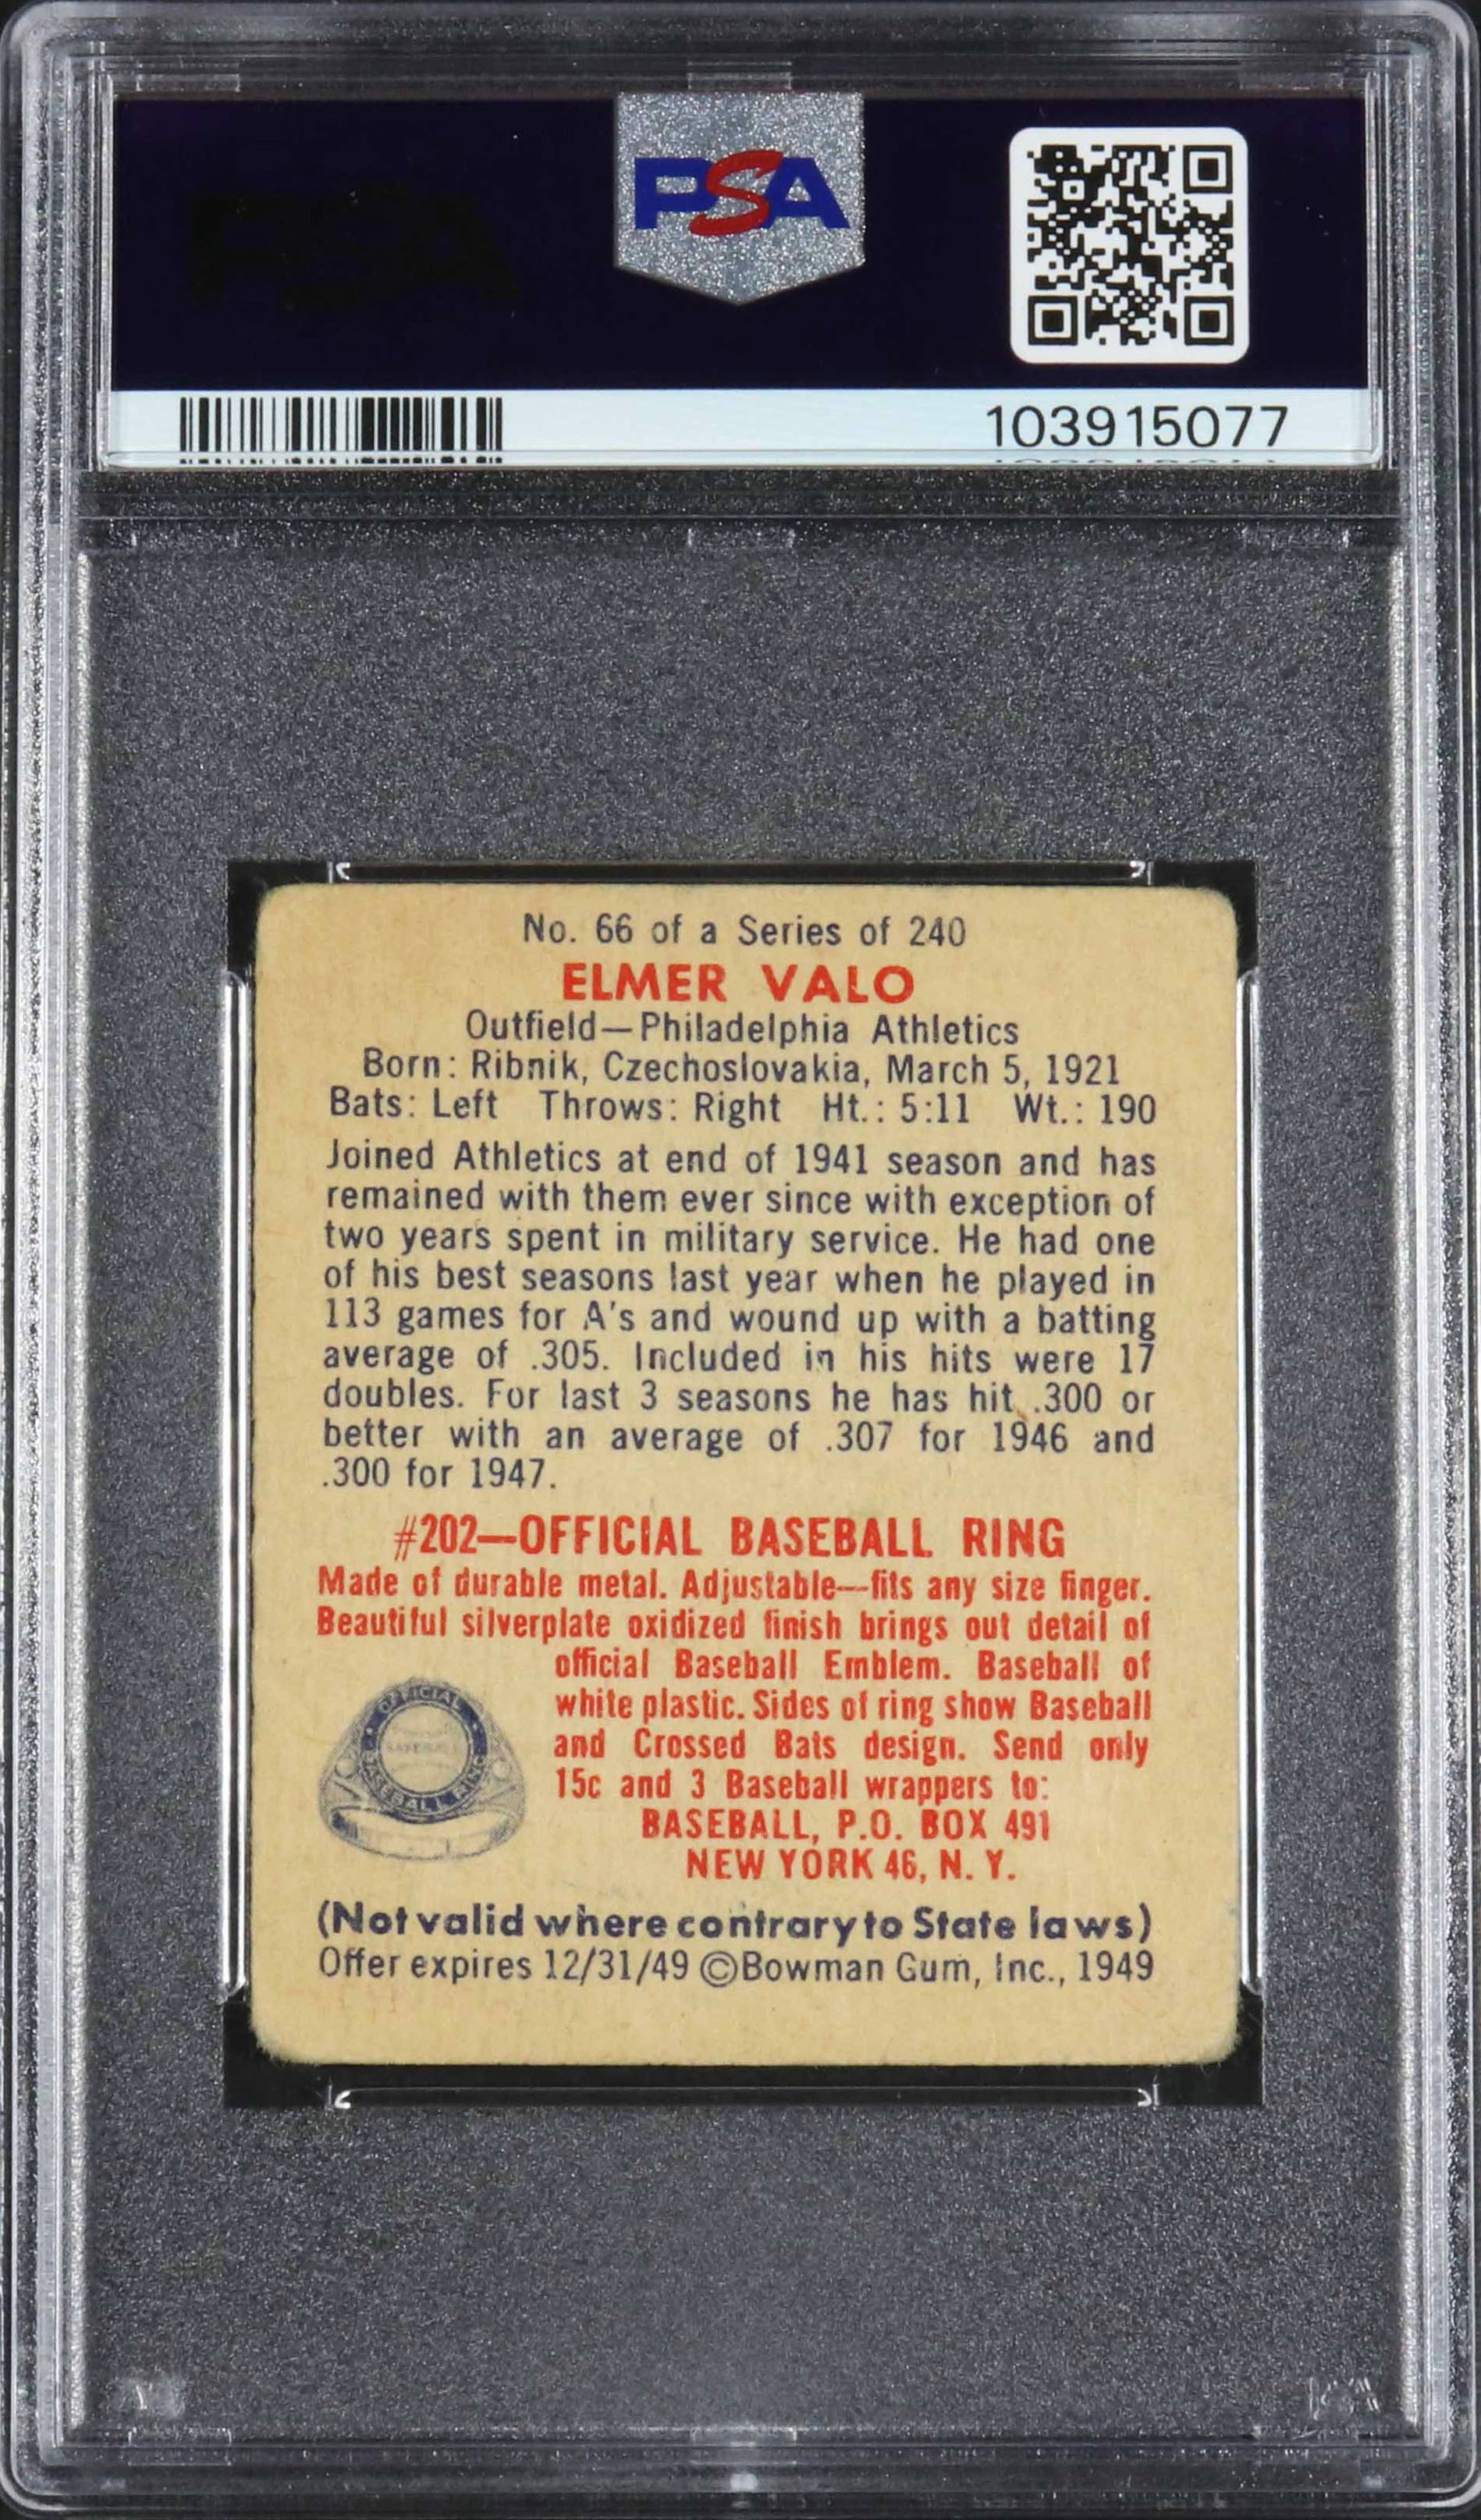 PSA
103915077
No. 66 of a Series of 240
ELMER VALO
Outfield—Philadelphia Athletics
Born: Ribnik, Czechoslovakia, March 5, 1921
Bats: Left Throws: Right Ht.: 5:11 Wt.: 190
Joined Athletics at end of 1941 season and has
remained with them ever since with exception of
two years spent in military service. He had one
of his best seasons last year when he played in
113 games for A's and wound up with a batting
average of .305. Included in his hits were 17
doubles. For last 3 seasons he has hit .300 or
better with an average of .307 for 1946 and
.300 for 1947.
#202—OFFICIAL BASEBALL RING
Made of durable metal. Adjustable—fits any size finger.
Beautiful silverplate oxidized finish brings out detail of
official Baseball Emblem. Baseball of
white plastic. Sides of ring show Baseball
and Crossed Bats design. Send only
15c and 3 Baseball wrappers to:
BASEBALL, P.O. BOX 491
NEW YORK 46, N. Y.
OFFICIAL
BASEBALL RING
(Not valid where contrary to State laws)
Offer expires 12/31/49 ©Bowman Gum, Inc., 1949